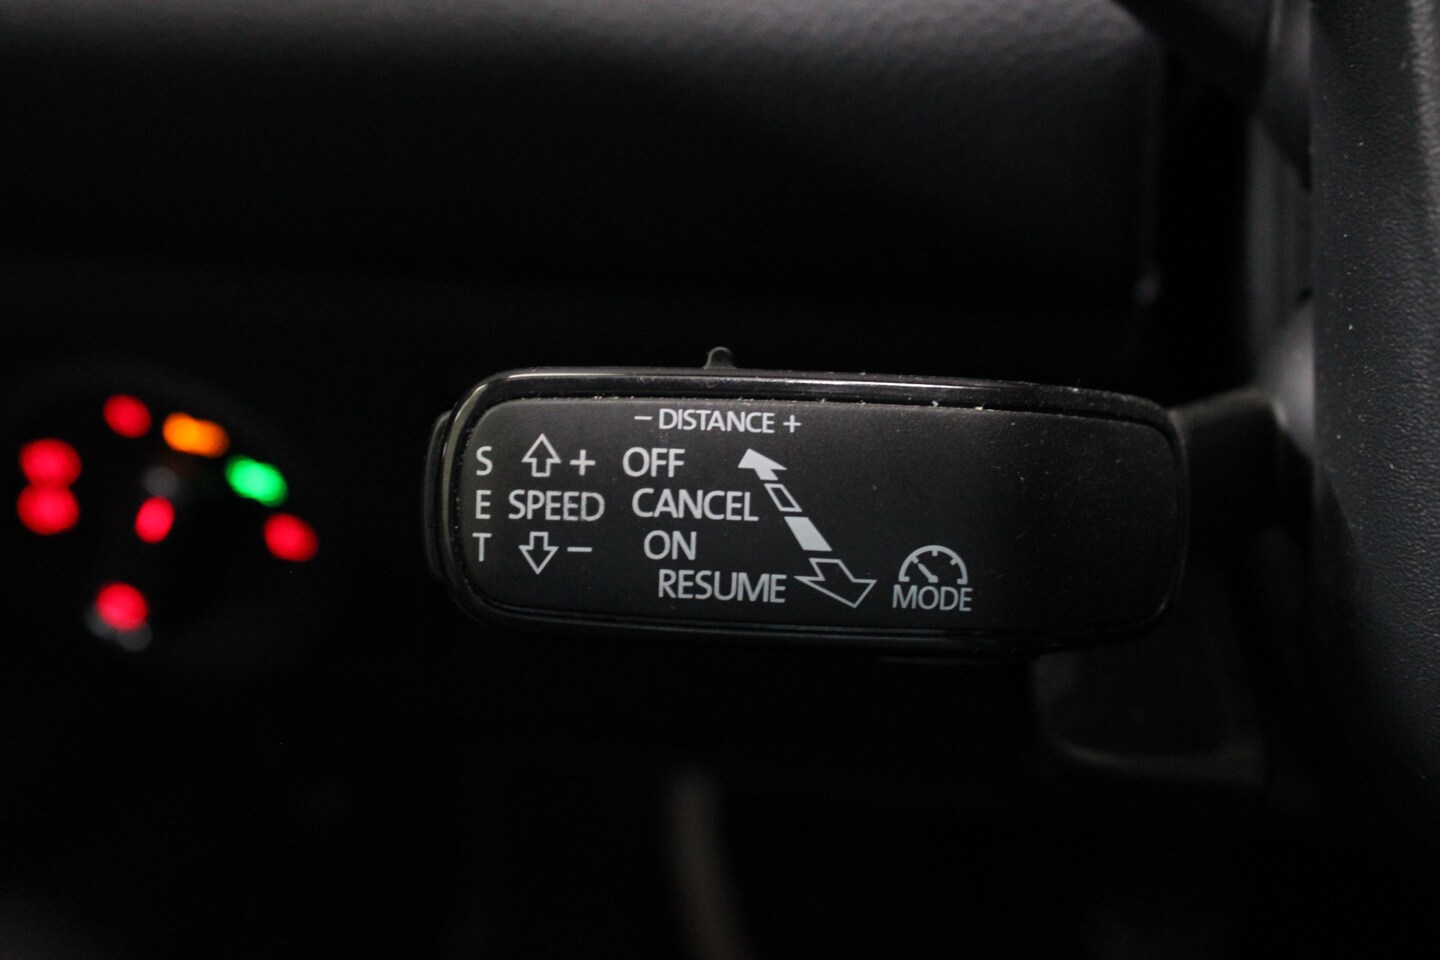 − DISTANCE +
S + OFF
E SPEED CANCEL
T − ON
RESUME
MODE